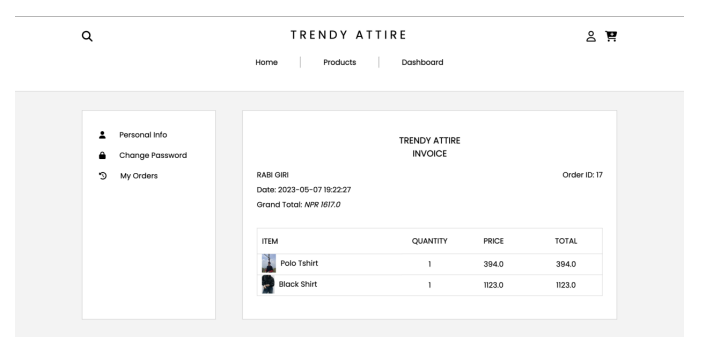 TRENDY ATTIRE
Home Products Dashboard
Personal Info
Change Password
My Orders
TRENDY ATTIRE
INVOICE
RABI GIRI Order ID: 17
Date: 2023-05-07 19:22:27
Grand Total: NPR 1617.0
ITEM QUANTITY PRICE TOTAL
Polo Tshirt 1 394.0 394.0
Black Shirt 1 1123.0 1123.0